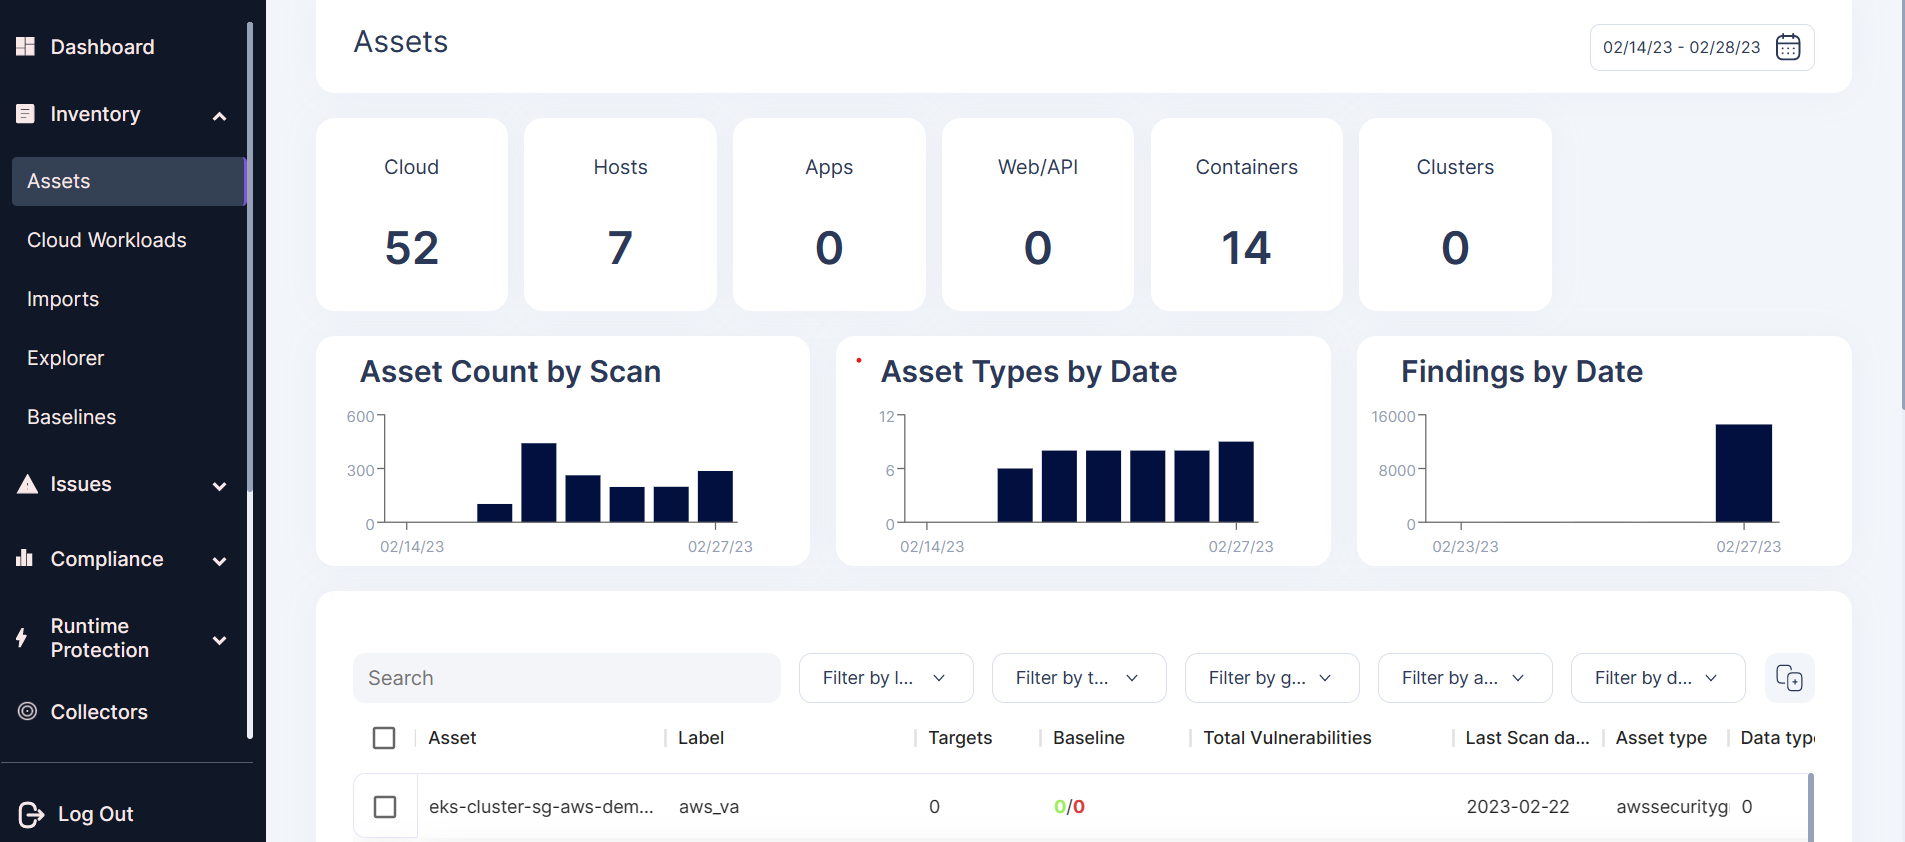 Dashboard
Inventory
Assets
Cloud Workloads
Imports
Explorer
Baselines
Issues
Compliance
Runtime
Protection
Collectors
Log Out
Assets
02/14/23 - 02/28/23
Cloud
52
Hosts
7
Apps
0
Web/API
0
Containers
14
Clusters
0
Asset Count by Scan
600
300
0
02/14/23
02/27/23
Asset Types by Date
12
6
0
02/14/23
02/27/23
Findings by Date
16000
8000
0
02/23/23
02/27/23
Search
Filter by l...
Filter by t...
Filter by g...
Filter by a...
Filter by d...
Asset
Label
Targets
Baseline
Total Vulnerabilities
Last Scan da...
Asset type
Data typ
eks-cluster-sg-aws-dem...
aws_va
0
0/0
2023-02-22
awssecurityg
0